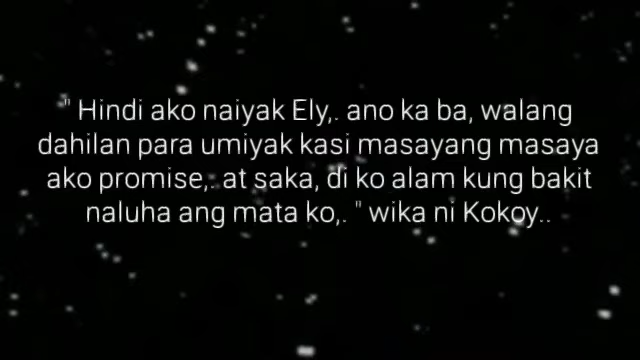 " Hindi ako naiyak Ely,. ano ka ba, walang
dahilan para umiyak kasi masayang masaya
ako promise,. at saka, di ko alam kung bakit
naluha ang mata ko,. " wika ni Kokoy..